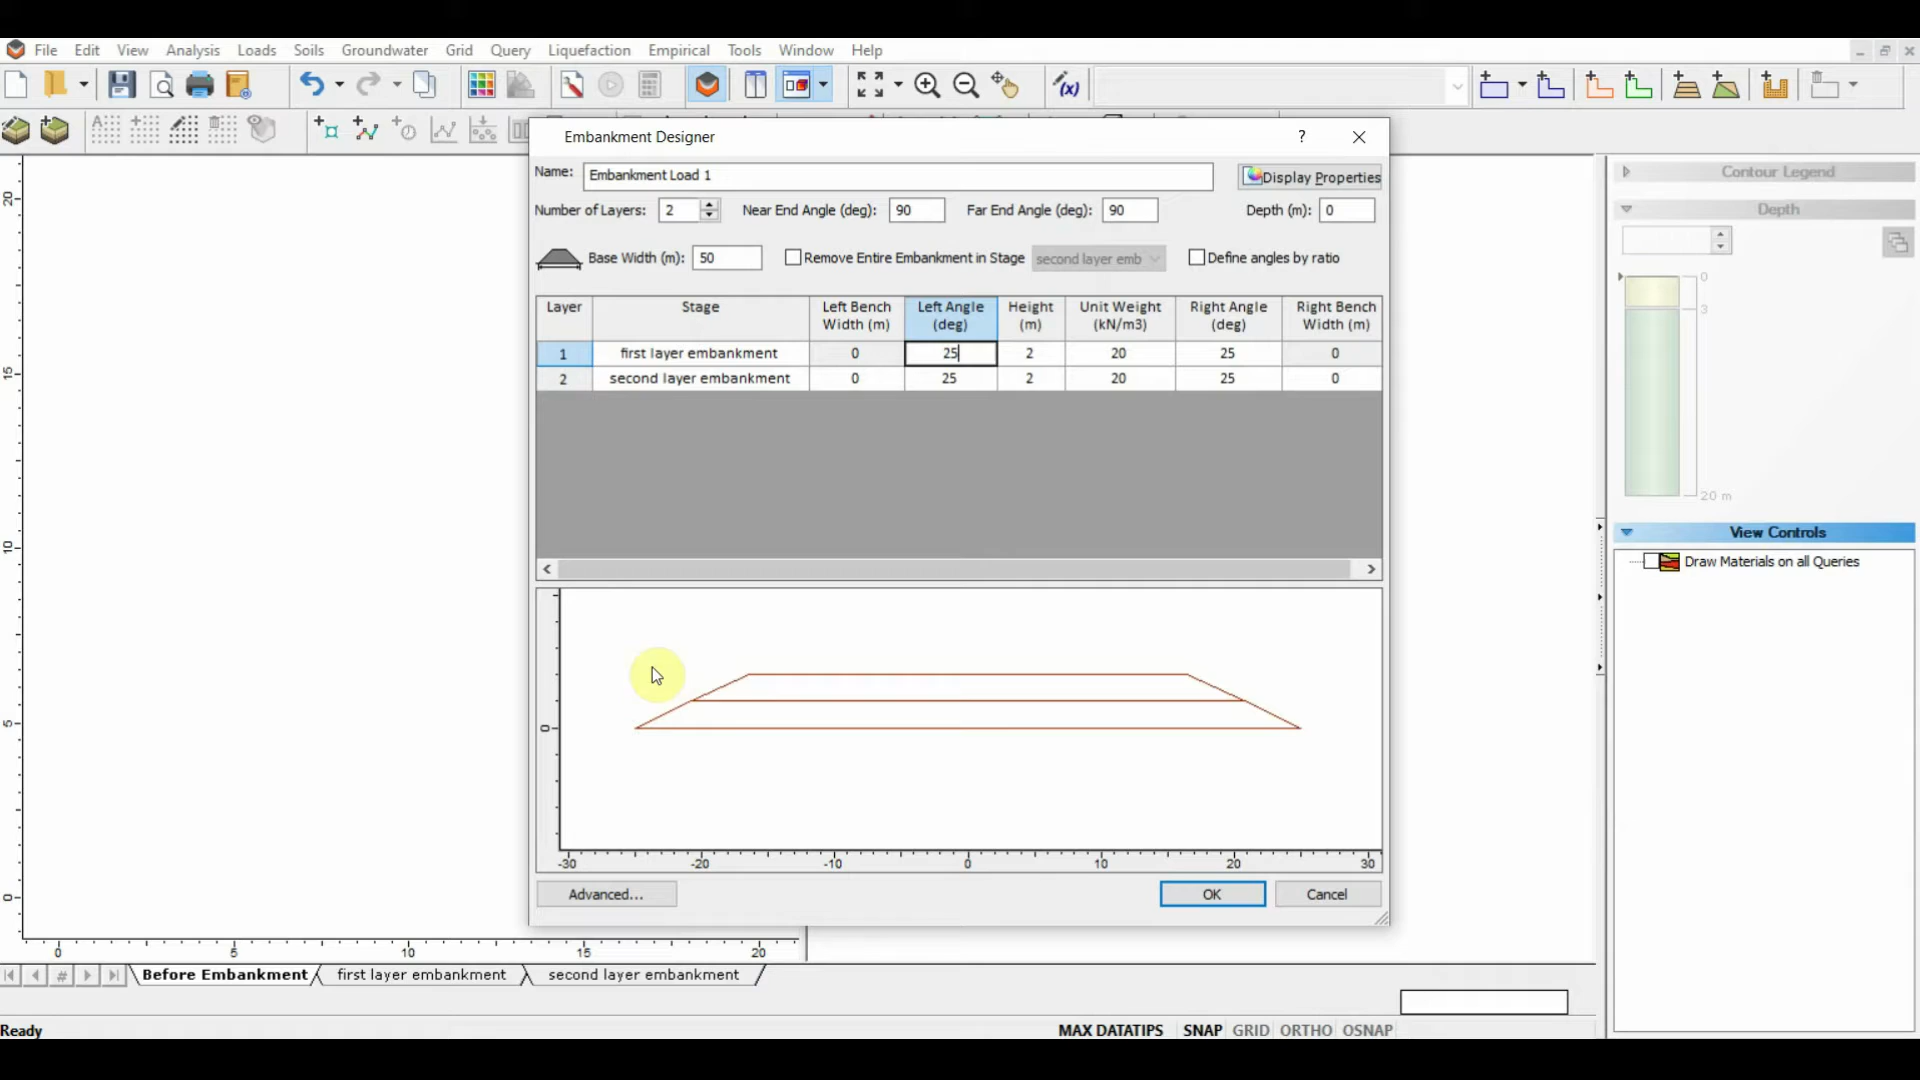 File Edit View Analysis Loads Soils Groundwater Grid Query Liquefaction Empirical Tools Window Help
Embankment Designer
Name: Embankment Load 1 Display Properties
Number of Layers: 2 Near End Angle (deg): 90 Far End Angle (deg): 90 Depth (m): 0
Base Width (m): 50 Remove Entire Embankment in Stage second layer emb Define angles by ratio
Layer Stage Left Bench Width (m) Left Angle (deg) Height (m) Unit Weight (kN/m3) Right Angle (deg) Right Bench Width (m)
1 first layer embankment 0 25 2 20 25 0
2 second layer embankment 0 25 2 20 25 0
0
-30 -20 -10 0 10 20 30
Advanced... OK Cancel
20
15
10
5
0
0 5 10 15 20
Contour Legend
Depth
0
3
20 m
View Controls
Draw Materials on all Queries
# Before Embankment first layer embankment second layer embankment
Ready MAX DATATIPS SNAP GRID ORTHO OSNAP